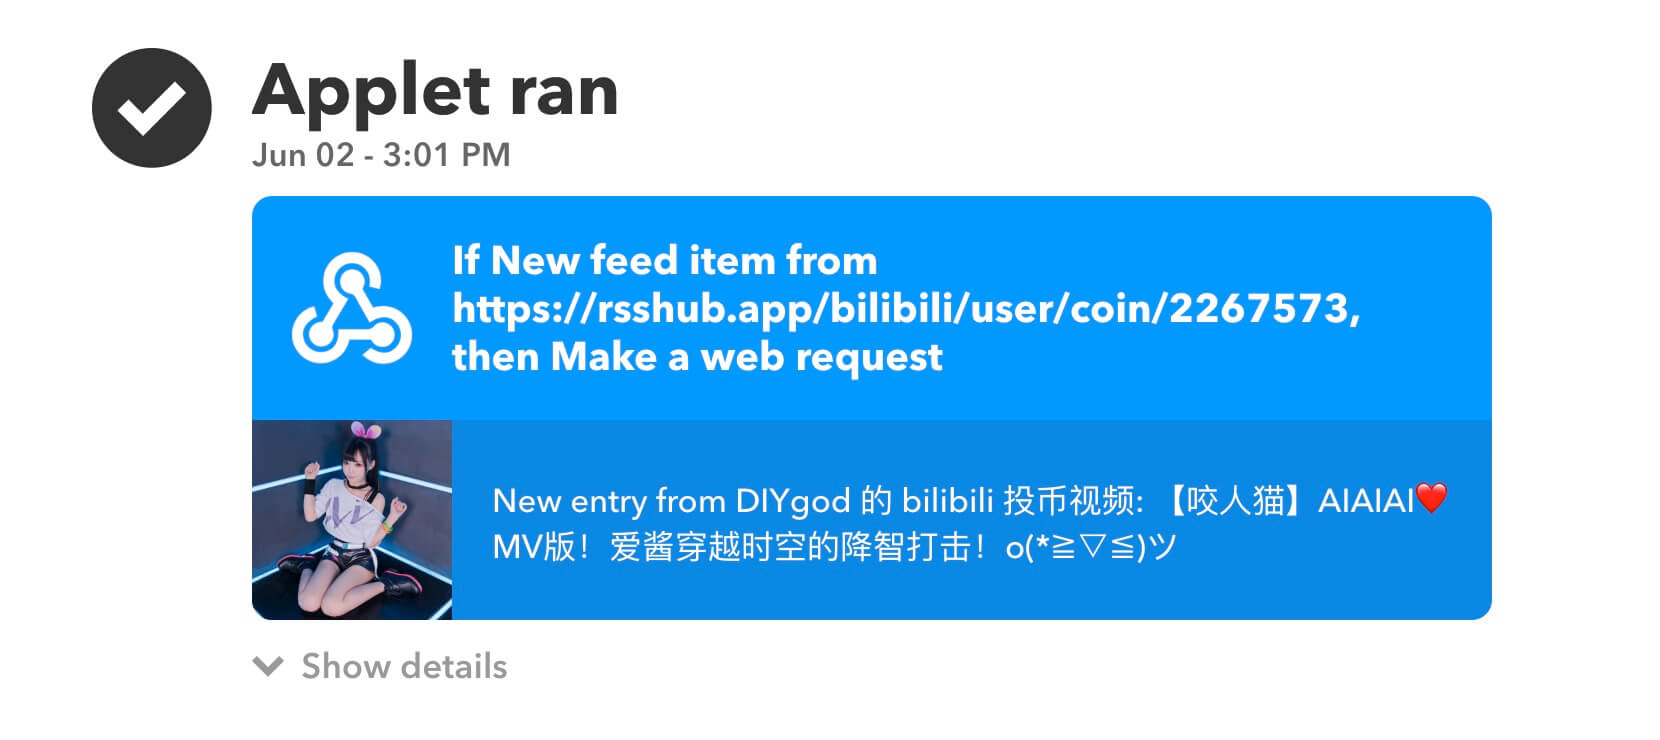 Applet ran
Jun 02 - 3:01 PM
If New feed item from
https://rsshub.app/bilibili/user/coin/2267573,
then Make a web request
New entry from DIYgod 的 bilibili 投币视频: 【咬人猫】AIAIAI❤️
MV版！爱酱穿越时空的降智打击！o(*≧▽≦)ツ
Show details